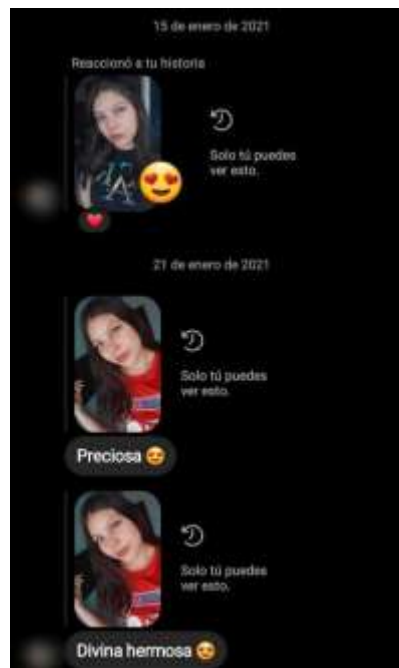 15 de enero de 2021
Reaccionó a tu historia
Solo tú puedes
ver esto.
21 de enero de 2021
Solo tú puedes
ver esto.
Preciosa 😍
Solo tú puedes
ver esto.
Divina hermosa 😍